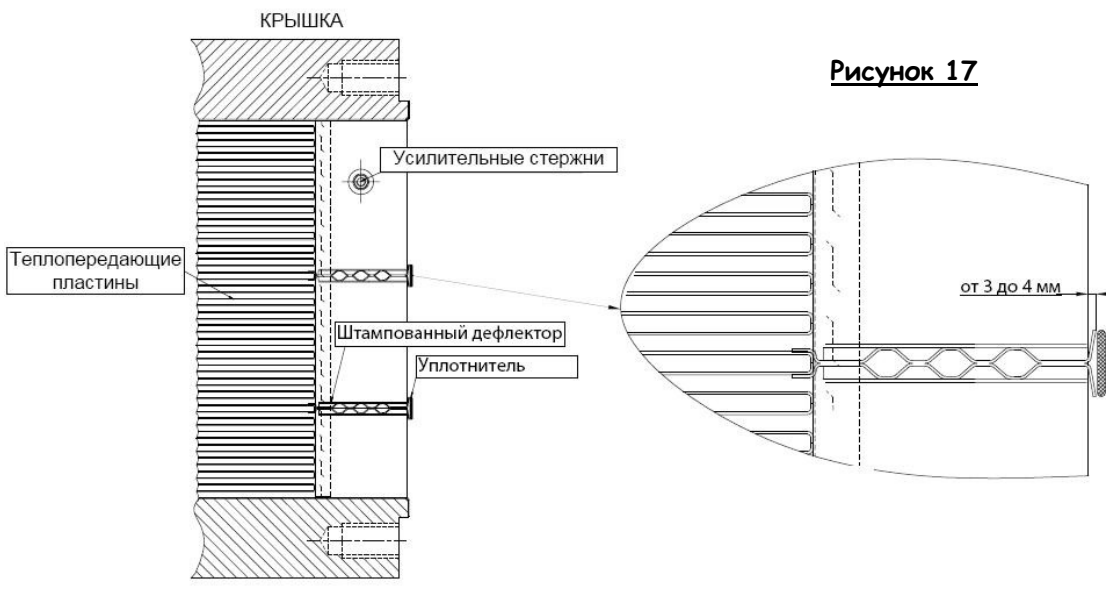 КРЫШКА
Рисунок 17
Усилительные стержни
Теплопередающие
пластины
от 3 до 4 мм
Штампованный дефлектор
Уплотнитель